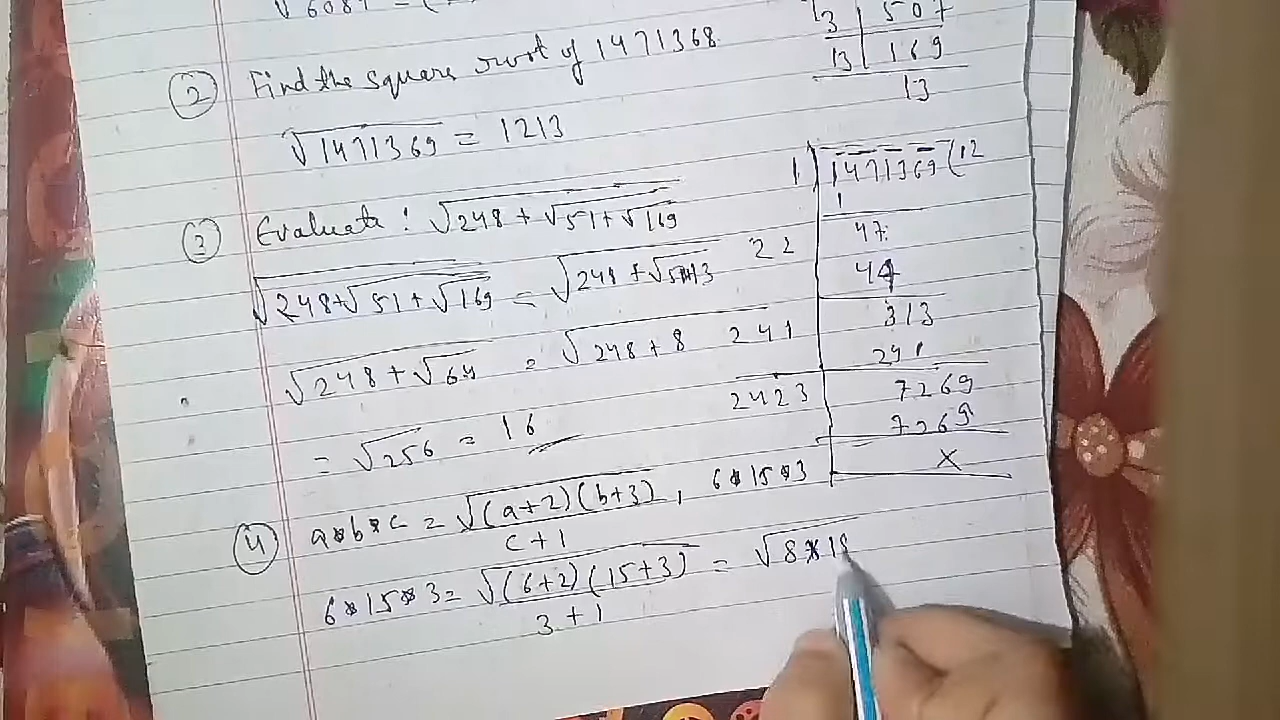 √6084 = (
② Find the square root of 1471368
√1471369 = 1213
③ Evaluate : √248 + √51 + √169
√248 + √51 + √169 = √248 + √51+13
√248 + √64 = √248 + 8
= √256 = 16
④ a*b*c = √(a+2)(b+3) , 6*15*3
c+1
6*15*3 = √(6+2)(15+3) = √8*18
3+1
13 | 507
13 | 169
13
1 ) 1471369 ( 12
1
22 47
44
241 313
241
2423 7269
7269
X